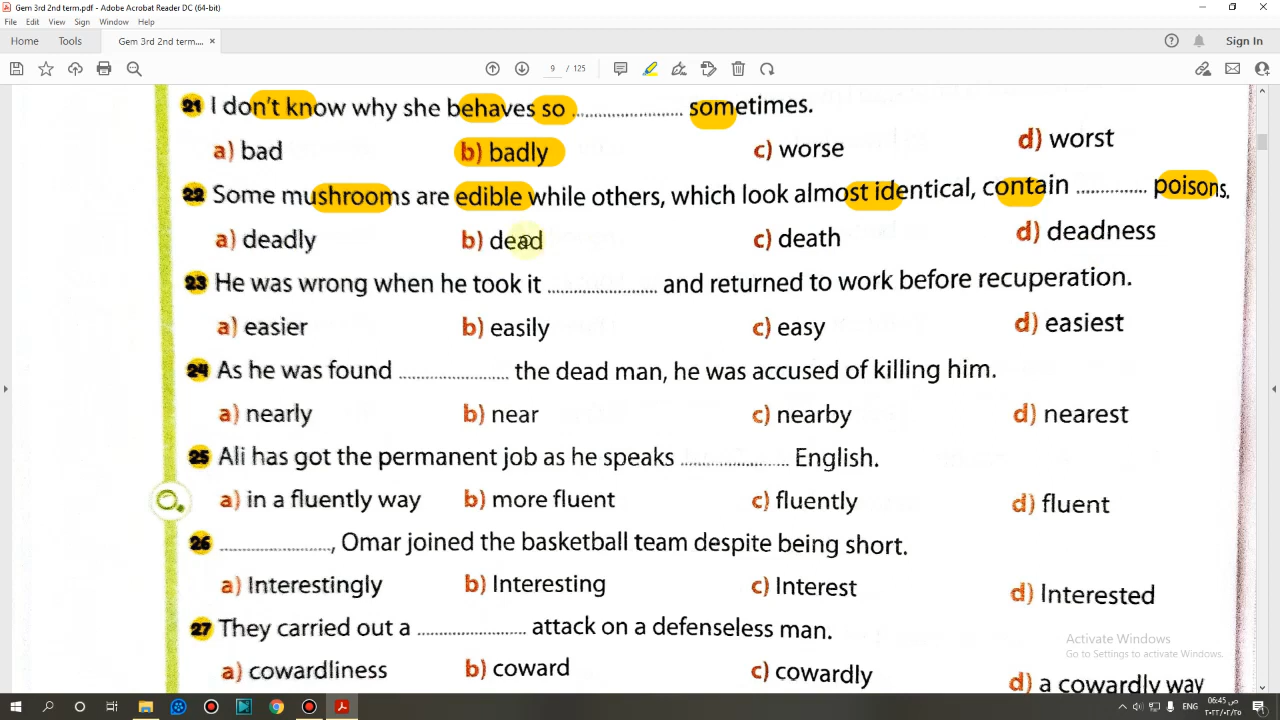 Gem 3rd 2nd term.pdf - Adobe Acrobat Reader DC (64-bit)
File Edit View Sign Window Help
Home Tools Gem 3rd 2nd term.... × Sign In
9 / 125
21 I don't know why she behaves so .................... sometimes.
a) bad b) badly c) worse d) worst
22 Some mushrooms are edible while others, which look almost identical, contain .............. poisons.
a) deadly b) dead c) death d) deadness
23 He was wrong when he took it .................... and returned to work before recuperation.
a) easier b) easily c) easy d) easiest
24 As he was found .................... the dead man, he was accused of killing him.
a) nearly b) near c) nearby d) nearest
25 Ali has got the permanent job as he speaks .................... English.
a) in a fluently way b) more fluent c) fluently d) fluent
26 ...................., Omar joined the basketball team despite being short.
a) Interestingly b) Interesting c) Interest d) Interested
27 They carried out a .................... attack on a defenseless man.
a) cowardliness b) coward c) cowardly d) a cowardly way
Activate Windows
Go to Settings to activate Windows.
ENG 06:45 ص
٢٠٢٢/٠٢/٢٥